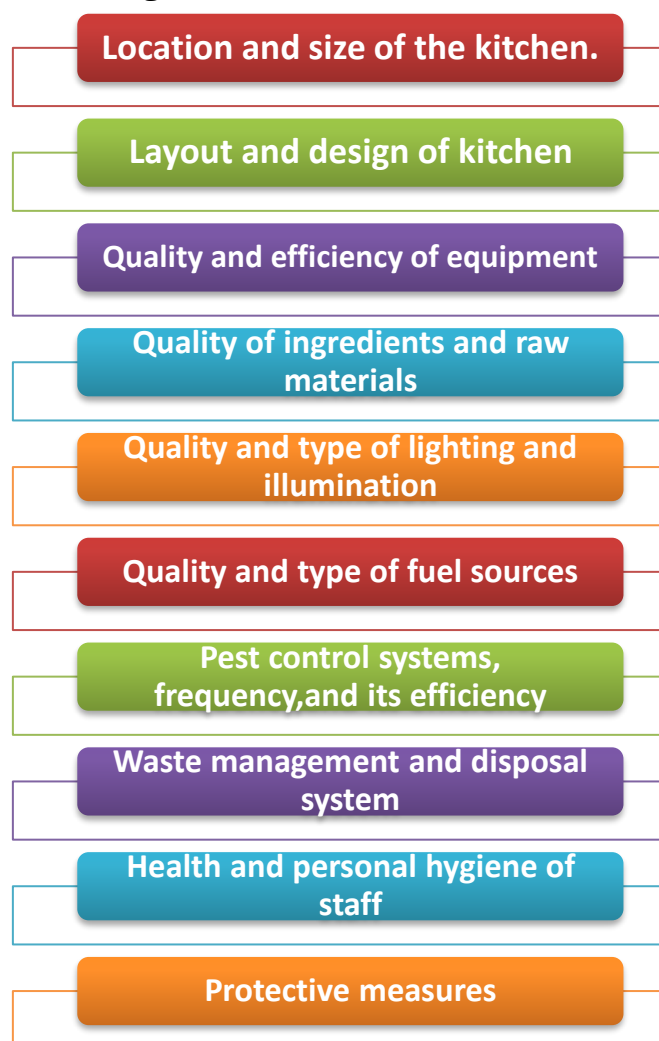 Location and size of the kitchen.
Layout and design of kitchen
Quality and efficiency of equipment
Quality of ingredients and raw
materials
Quality and type of lighting and
illumination
Quality and type of fuel sources
Pest control systems,
frequency,and its efficiency
Waste management and disposal
system
Health and personal hygiene of
staff
Protective measures